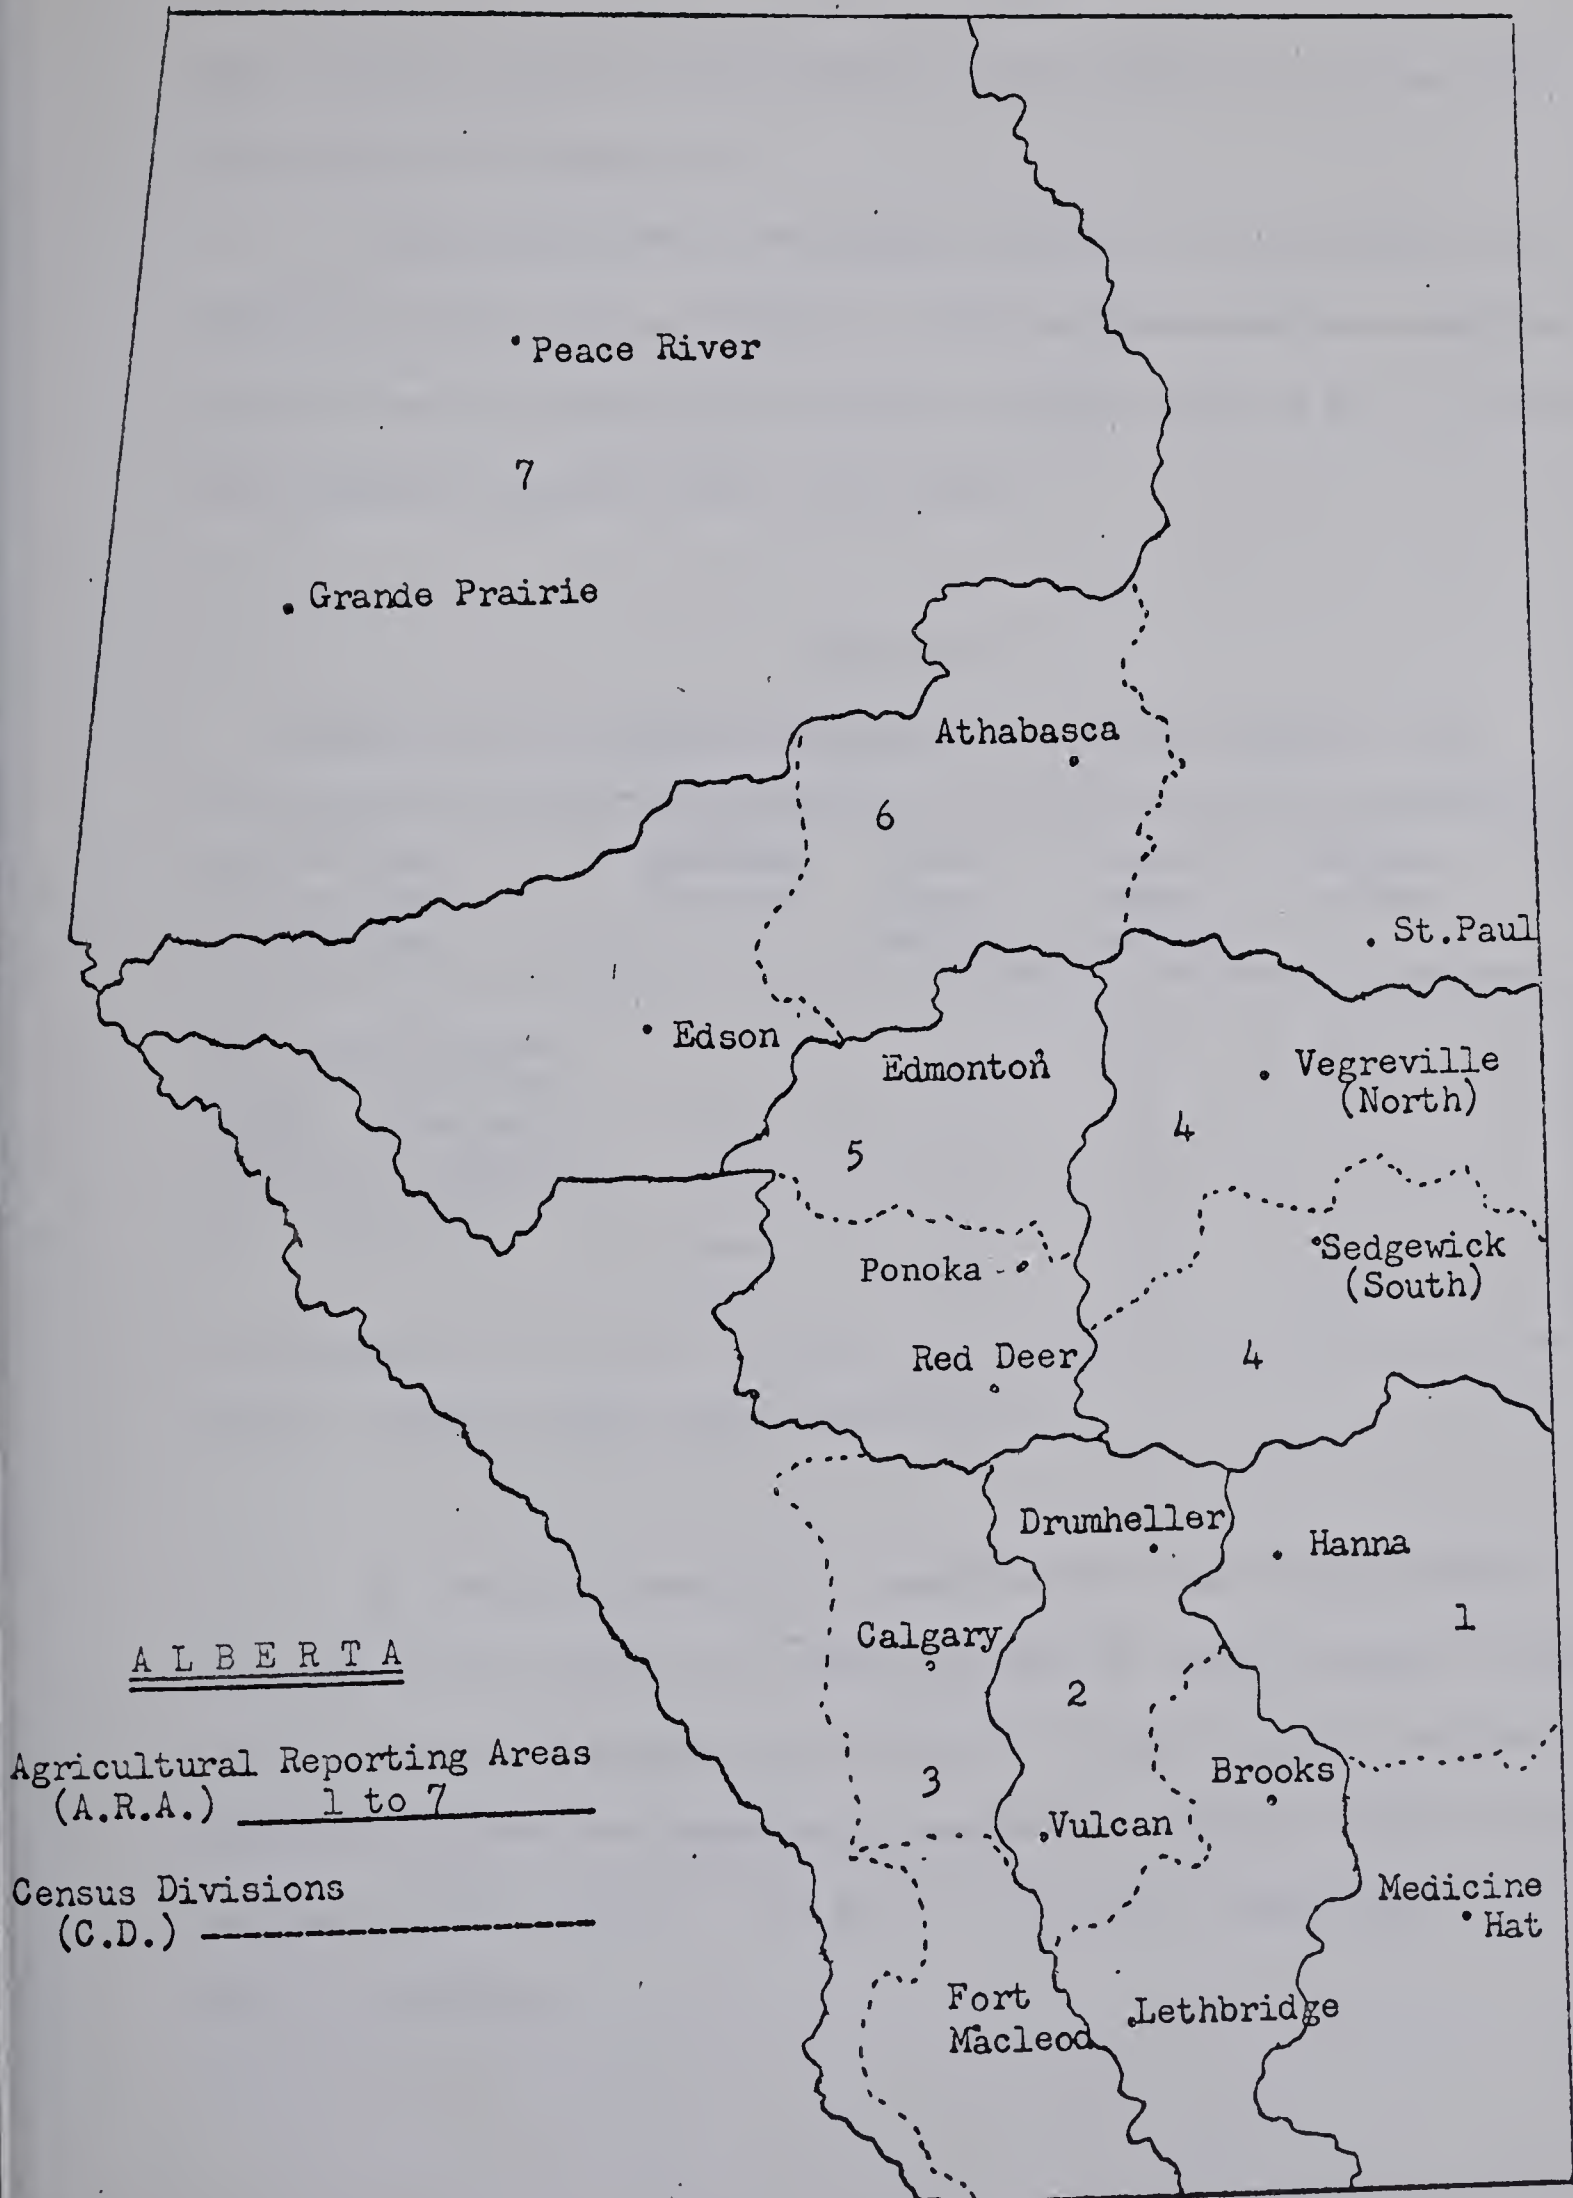 Peace River
7
Grande Prairie
Athabasca
6
St.Paul
Edson
Edmonton
Vegreville
(North)
4
5
Sedgewick
(South)
Ponoka
Red Deer
4
Drumheller
Hanna
1
Calgary
2
A L B E R T A
Agricultural Reporting Areas
(A.R.A.) 1 to 7
3
Brooks
Vulcan
Census Divisions
(C.D.)
Medicine
Hat
Fort
Macleod
Lethbridge